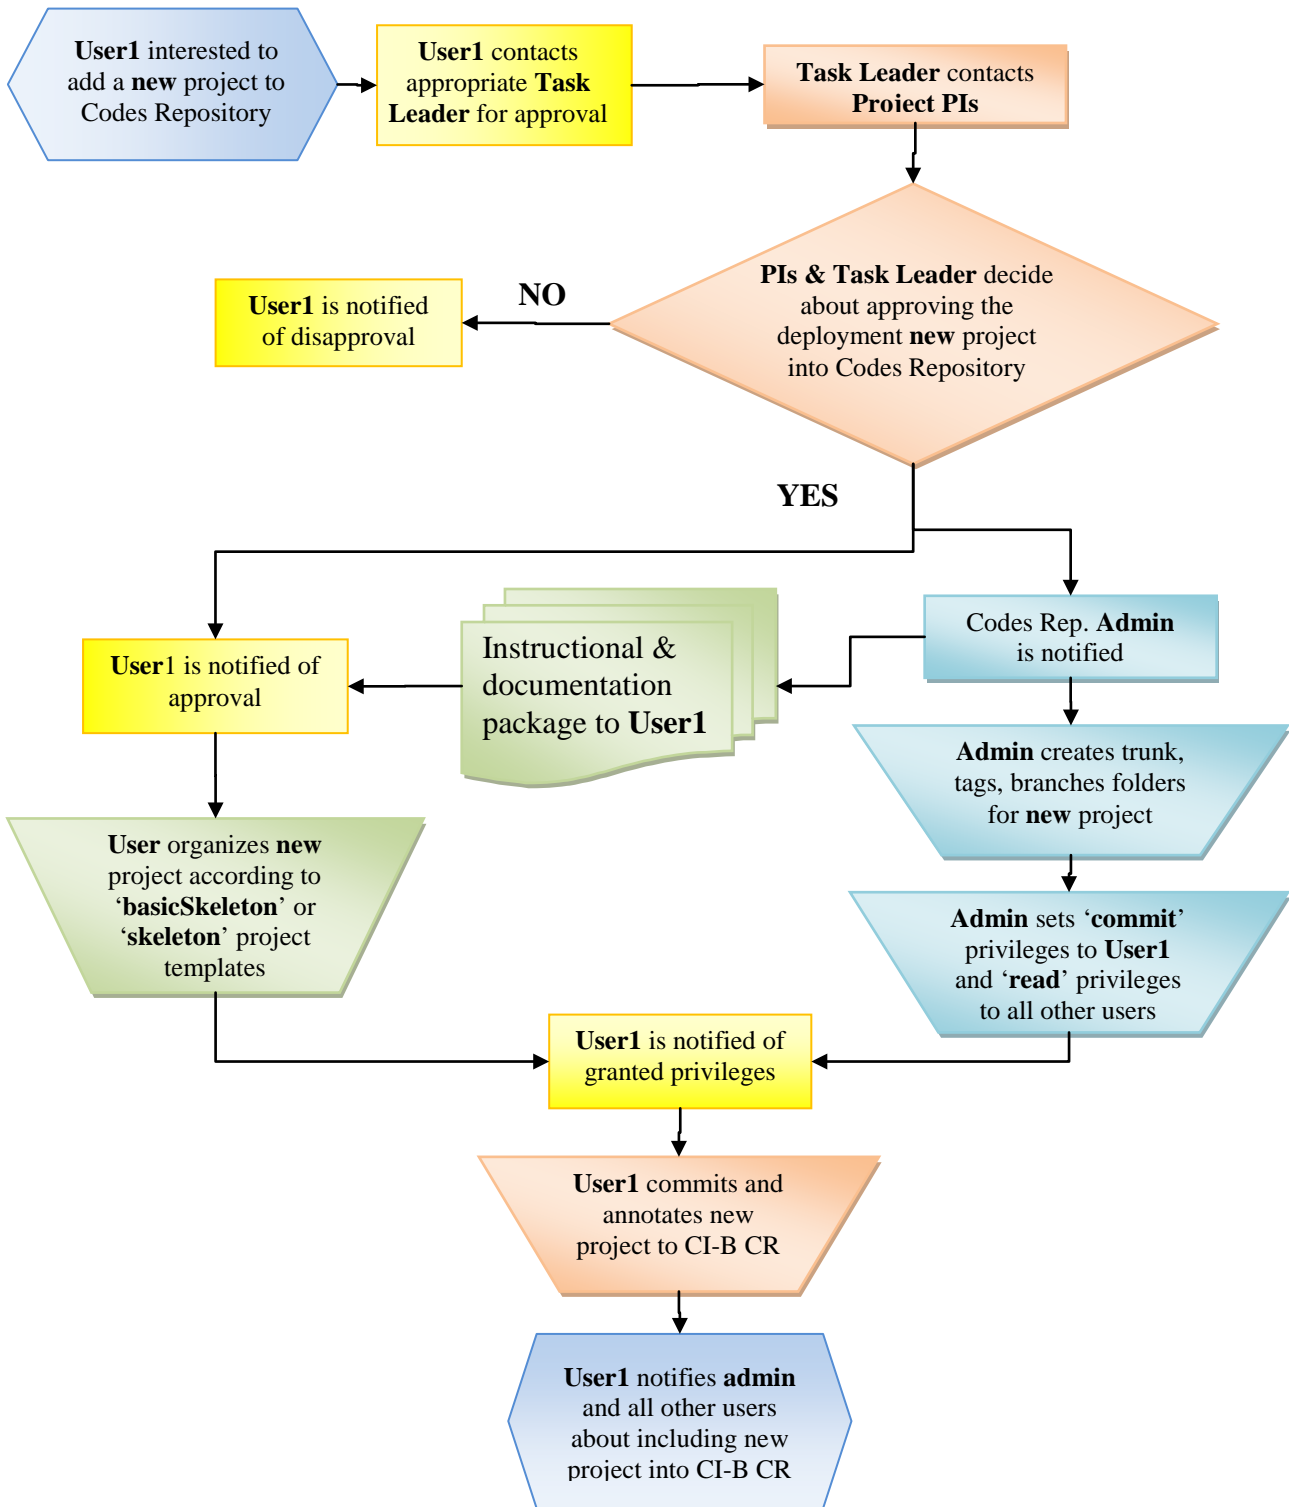 User1 interested to
add a new project to
Codes Repository
User1 contacts
appropriate Task
Leader for approval
Task Leader contacts
Project PIs
PIs & Task Leader decide
about approving the
deployment new project
into Codes Repository
NO
User1 is notified
of disapproval
YES
Codes Rep. Admin
is notified
Instructional &
documentation
package to User1
User1 is notified of
approval
Admin creates trunk,
tags, branches folders
for new project
User organizes new
project according to
‘basicSkeleton’ or
‘skeleton’ project
templates
Admin sets ‘commit’
privileges to User1
and ‘read’ privileges
to all other users
User1 is notified of
granted privileges
User1 commits and
annotates new
project to CI-B CR
User1 notifies admin
and all other users
about including new
project into CI-B CR